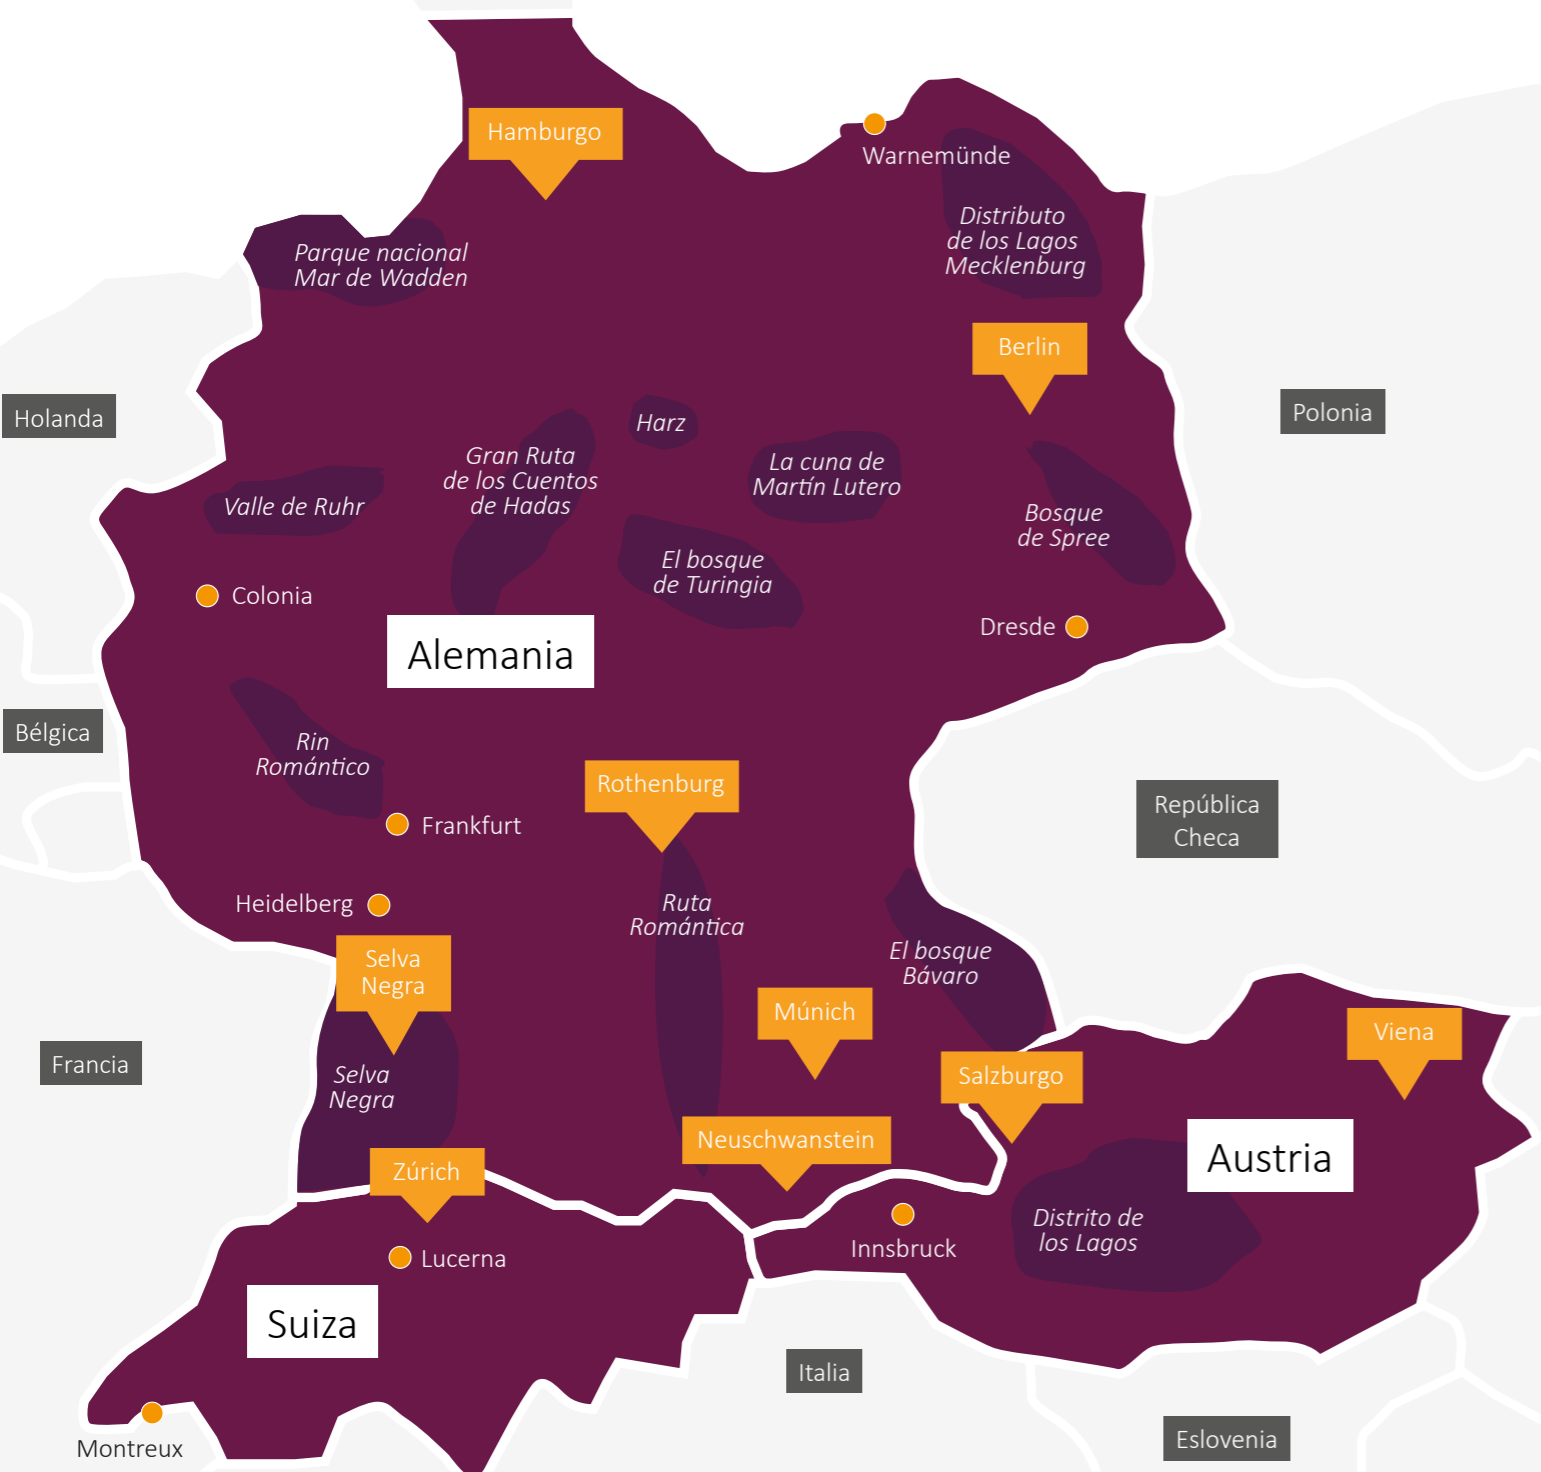 Hamburgo
Warnemünde
Distributo
de los Lagos
Mecklenburg
Parque nacional
Mar de Wadden
Berlin
Holanda
Polonia
Harz
Gran Ruta
de los Cuentos
de Hadas
La cuna de
Martín Lutero
Valle de Ruhr
Bosque
de Spree
El bosque
de Turingia
Colonia
Dresde
Alemania
Bélgica
Rin
Romántico
Rothenburg
República
Checa
Frankfurt
Heidelberg
Ruta
Romántica
El bosque
Bávaro
Selva
Negra
Múnich
Viena
Francia
Selva
Negra
Salzburgo
Neuschwanstein
Austria
Zúrich
Distrito de
los Lagos
Innsbruck
Lucerna
Suiza
Italia
Montreux
Eslovenia